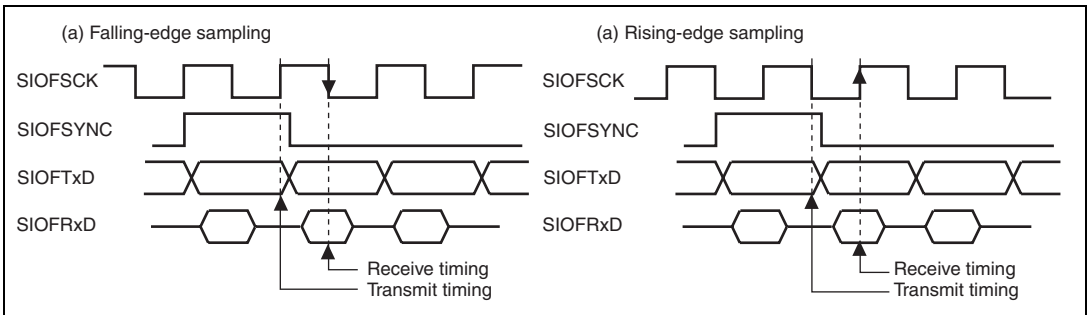 (a) Falling-edge sampling
SIOFSCK
SIOFSYNC
SIOFTxD
SIOFRxD
Receive timing
Transmit timing
(a) Rising-edge sampling
SIOFSCK
SIOFSYNC
SIOFTxD
SIOFRxD
Receive timing
Transmit timing